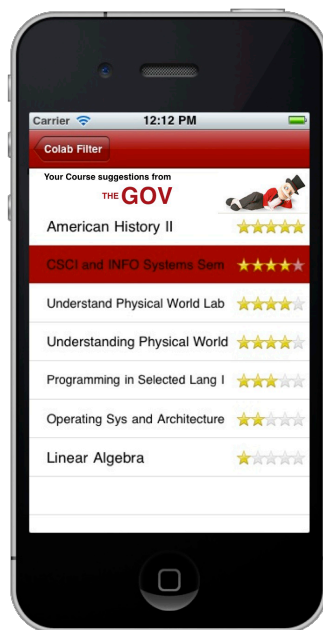 Carrier 12:12 PM
Colab Filter
Your Course suggestions from
THE GOV
American History II
CSCI and INFO Systems Sem
Understand Physical World Lab
Understanding Physical World
Programming in Selected Lang I
Operating Sys and Architecture
Linear Algebra